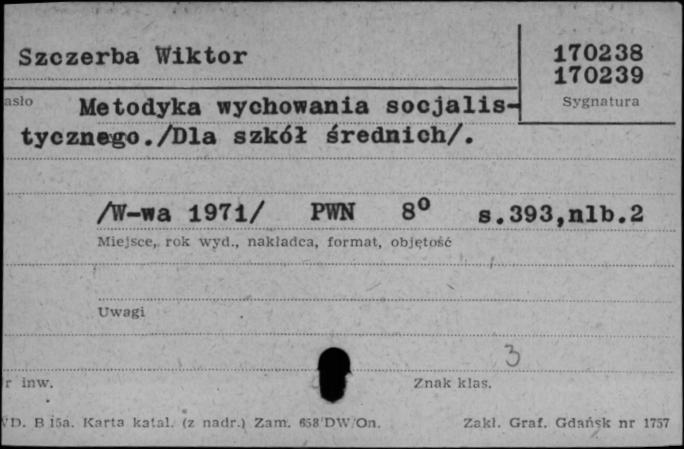 Szczerba Wiktor
170238
170239
Sygnatura
asło Metodyka wychowania socjalis-
tycznego./Dla szkół średnich/.
/W-wa 1971/ PWN 8º s.393,nlb.2
Miejsce, rok wyd., nakładca, format, objętość
Uwagi
3
r inw.
Znak klas.
D. B 15a. Karta katal. (z nadr.) Zam. 658/DW/On.
Zakł. Graf. Gdańsk nr 1757